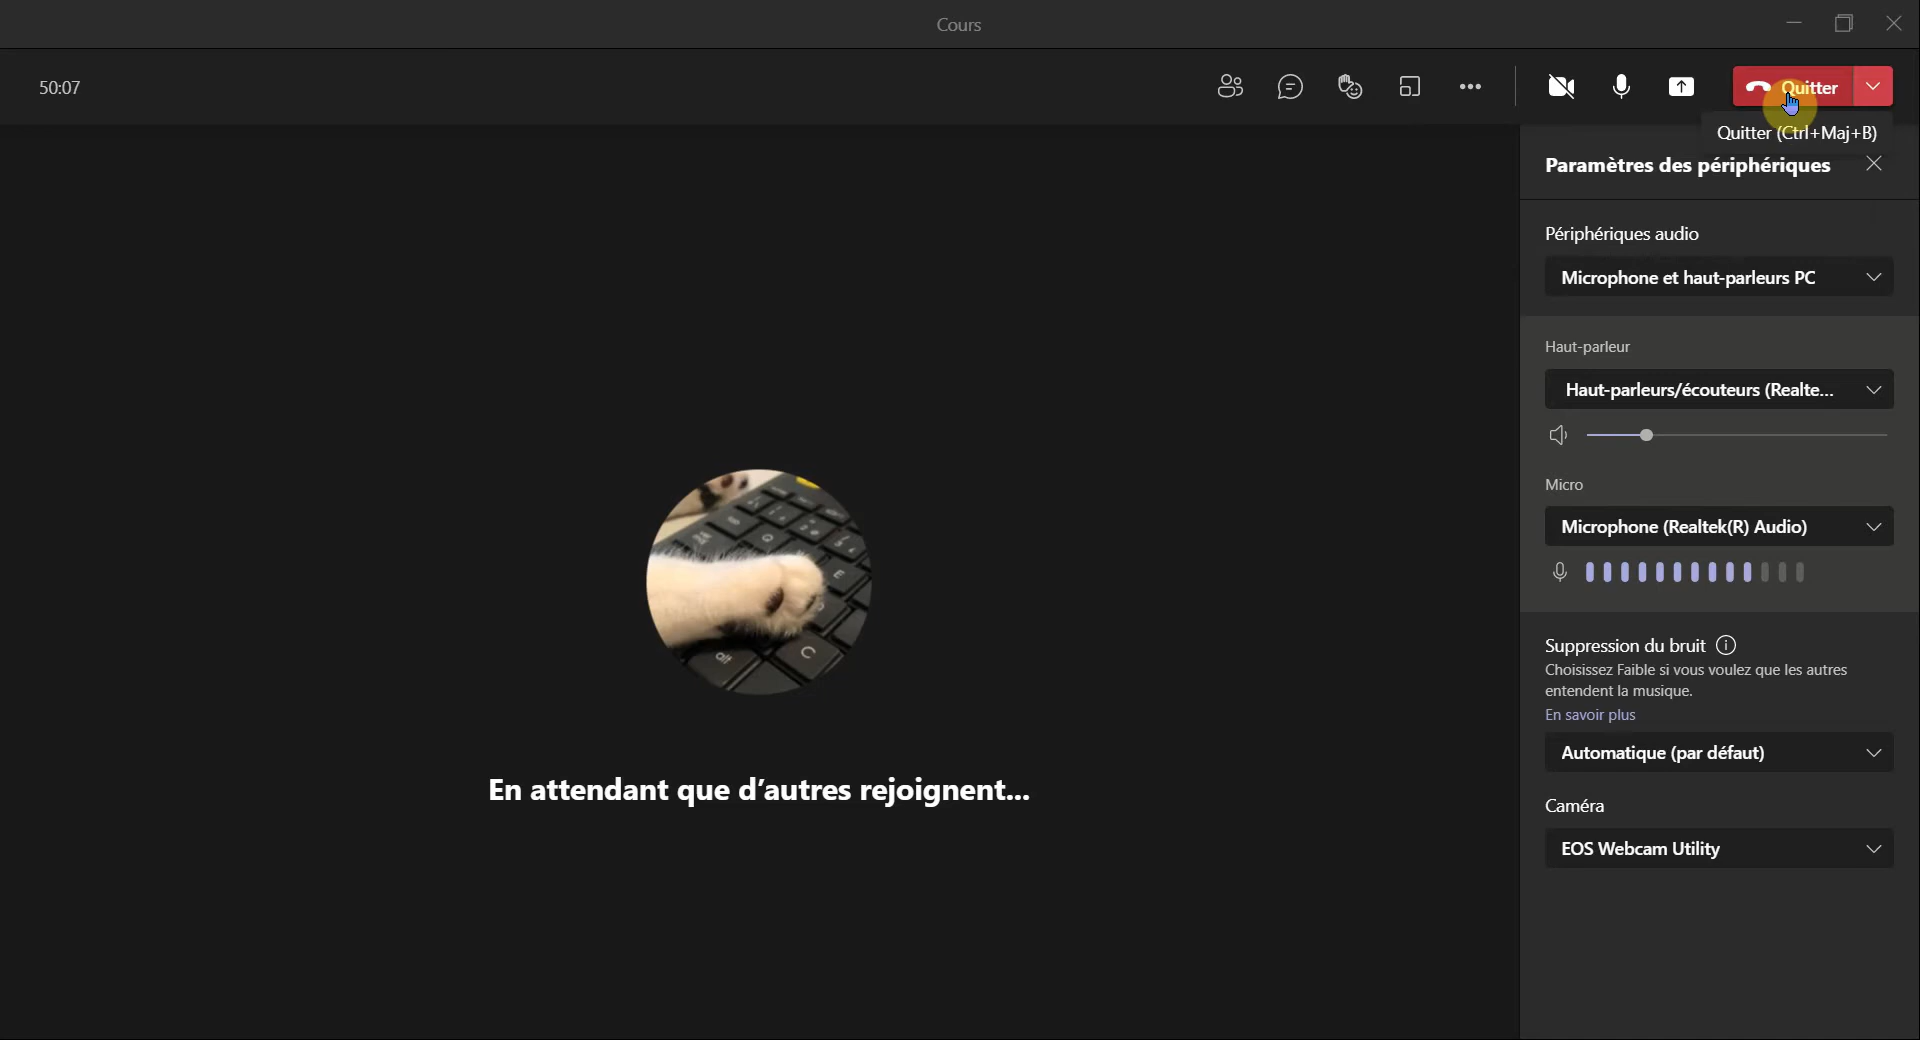 Cours
50:07
Quitter
Quitter (Ctrl+Maj+B)
Paramètres des périphériques
Périphériques audio
Microphone et haut-parleurs PC
Haut-parleur
Haut-parleurs/écouteurs (Realte...
Micro
Microphone (Realtek(R) Audio)
Suppression du bruit
Choisissez Faible si vous voulez que les autres
entendent la musique.
En savoir plus
Automatique (par défaut)
Caméra
EOS Webcam Utility
Q
E
alt
C
En attendant que d’autres rejoignent...